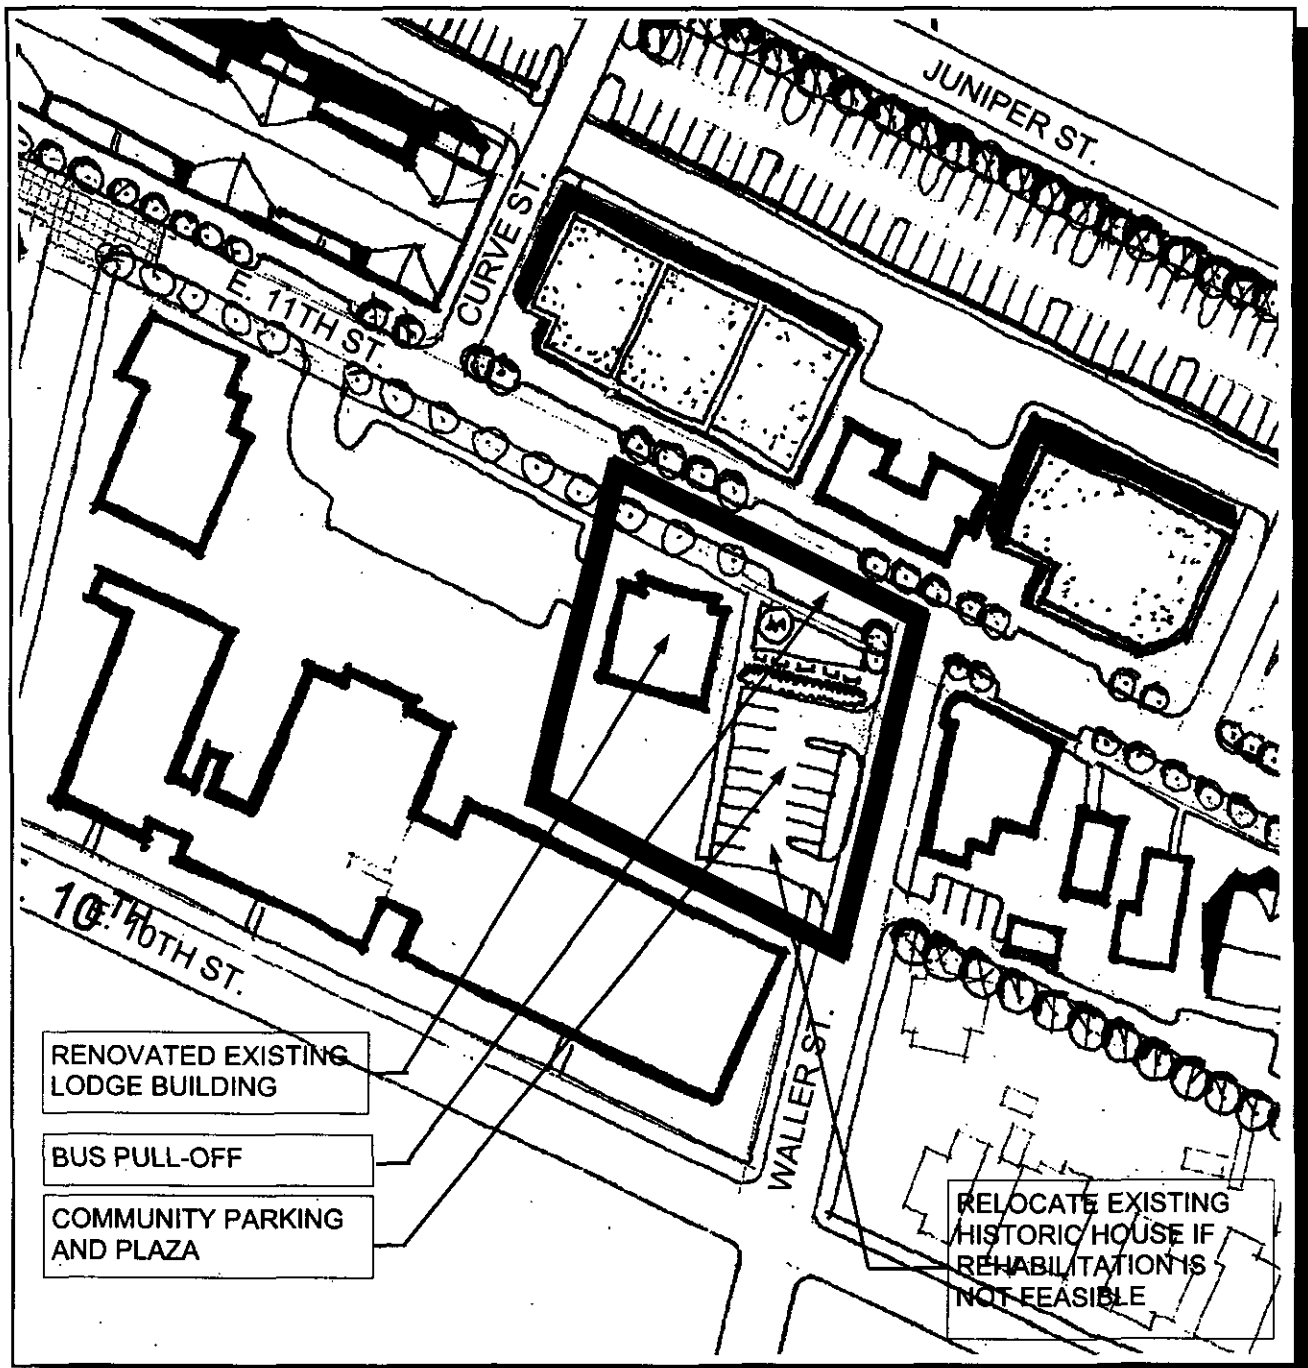 JUNIPER ST.
CURVE ST.
E. 11TH ST.
10TH
E. 10TH ST.
WALLER ST.
RENOVATED EXISTING
LODGE BUILDING
BUS PULL-OFF
COMMUNITY PARKING
AND PLAZA
RELOCATE EXISTING
HISTORIC HOUSE IF
REHABILITATION IS
NOT FEASIBLE